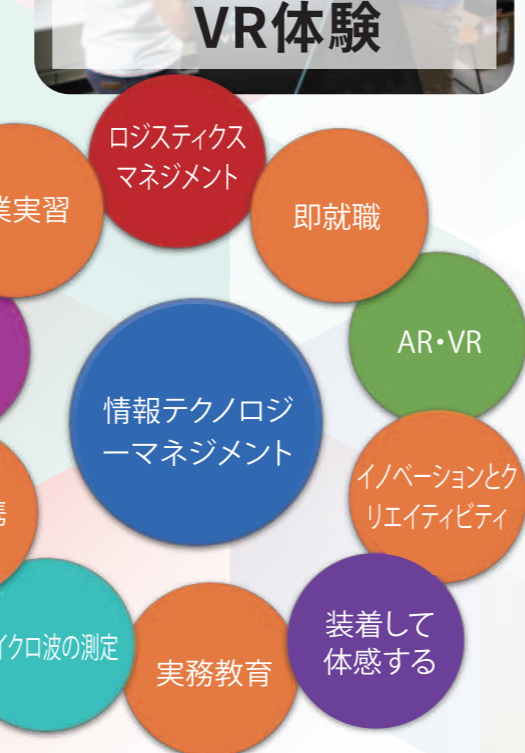 VR体験
ロジスティクス
マネジメント
業実習
即就職
AR・VR
情報テクノロジ
ーマネジメント
イノベーションとク
リエイティビティ
イクロ波の測定
実務教育
装着して
体感する